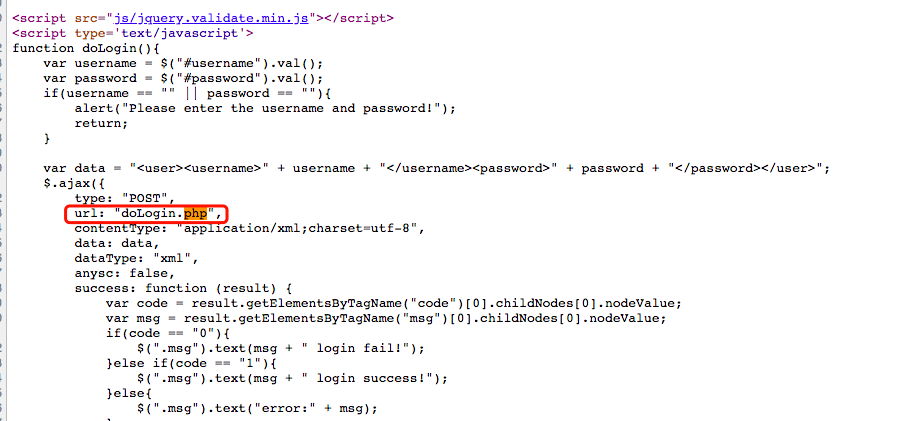 <script src="js/jquery.validate.min.js"></script>
<script type='text/javascript'>
function doLogin(){
var username = $("#username").val();
var password = $("#password").val();
if(username == "" || password == ""){
alert("Please enter the username and password!");
return;
}
var data = "<user><username>" + username + "</username><password>" + password + "</password></user>";
$.ajax({
type: "POST",
url: "doLogin.php",
contentType: "application/xml;charset=utf-8",
data: data,
dataType: "xml",
anysc: false,
success: function (result) {
var code = result.getElementsByTagName("code")[0].childNodes[0].nodeValue;
var msg = result.getElementsByTagName("msg")[0].childNodes[0].nodeValue;
if(code == "0"){
$(".msg").text(msg + " login fail!");
}else if(code == "1"){
$(".msg").text(msg + " login success!");
}else{
$(".msg").text("error:" + msg);